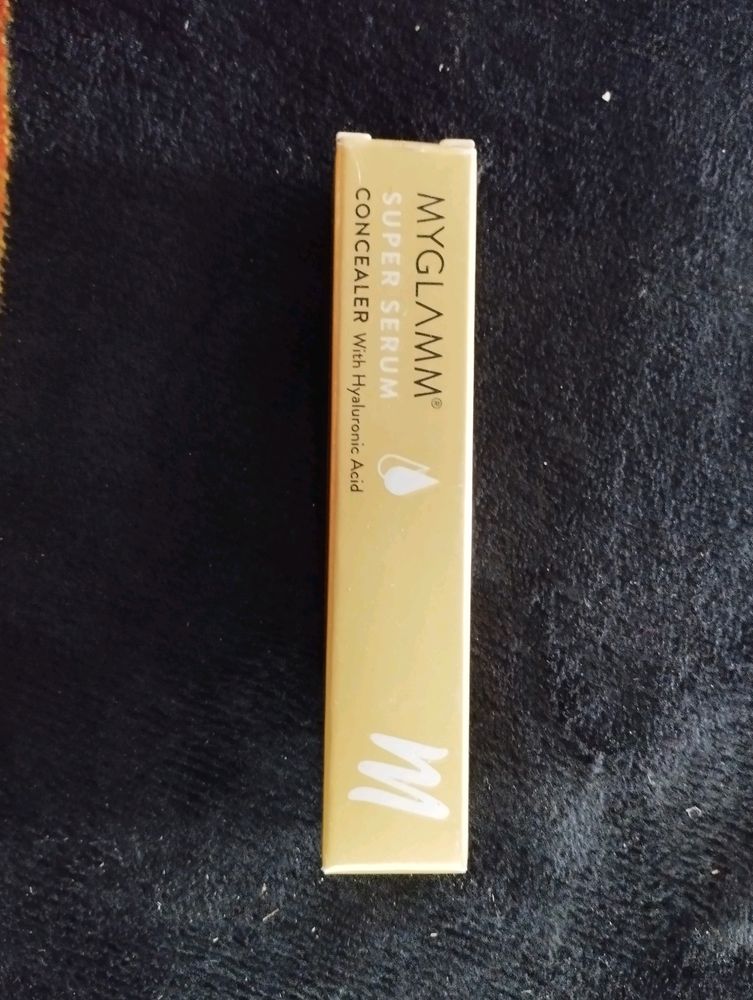 MYGLAMM®
SUPER SERUM
CONCEALER With Hyaluronic Acid
M